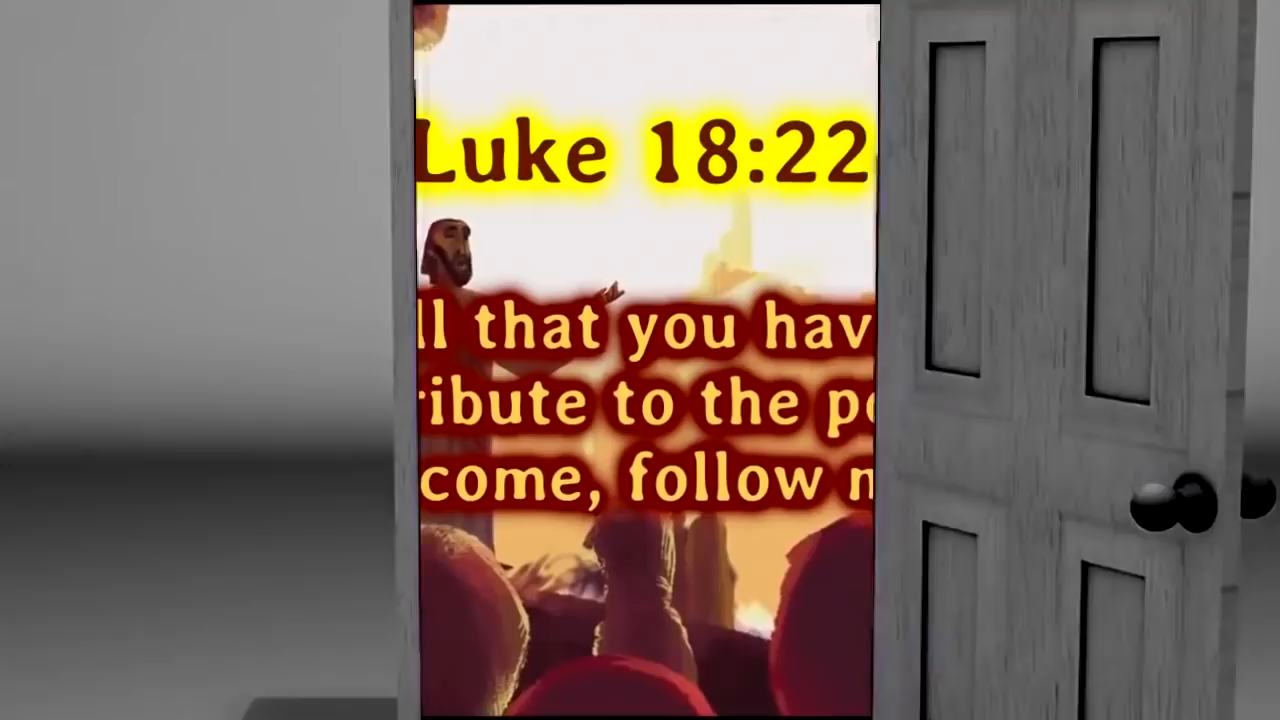 Luke 18:22
ll that you hav
ribute to the po
come, follow m